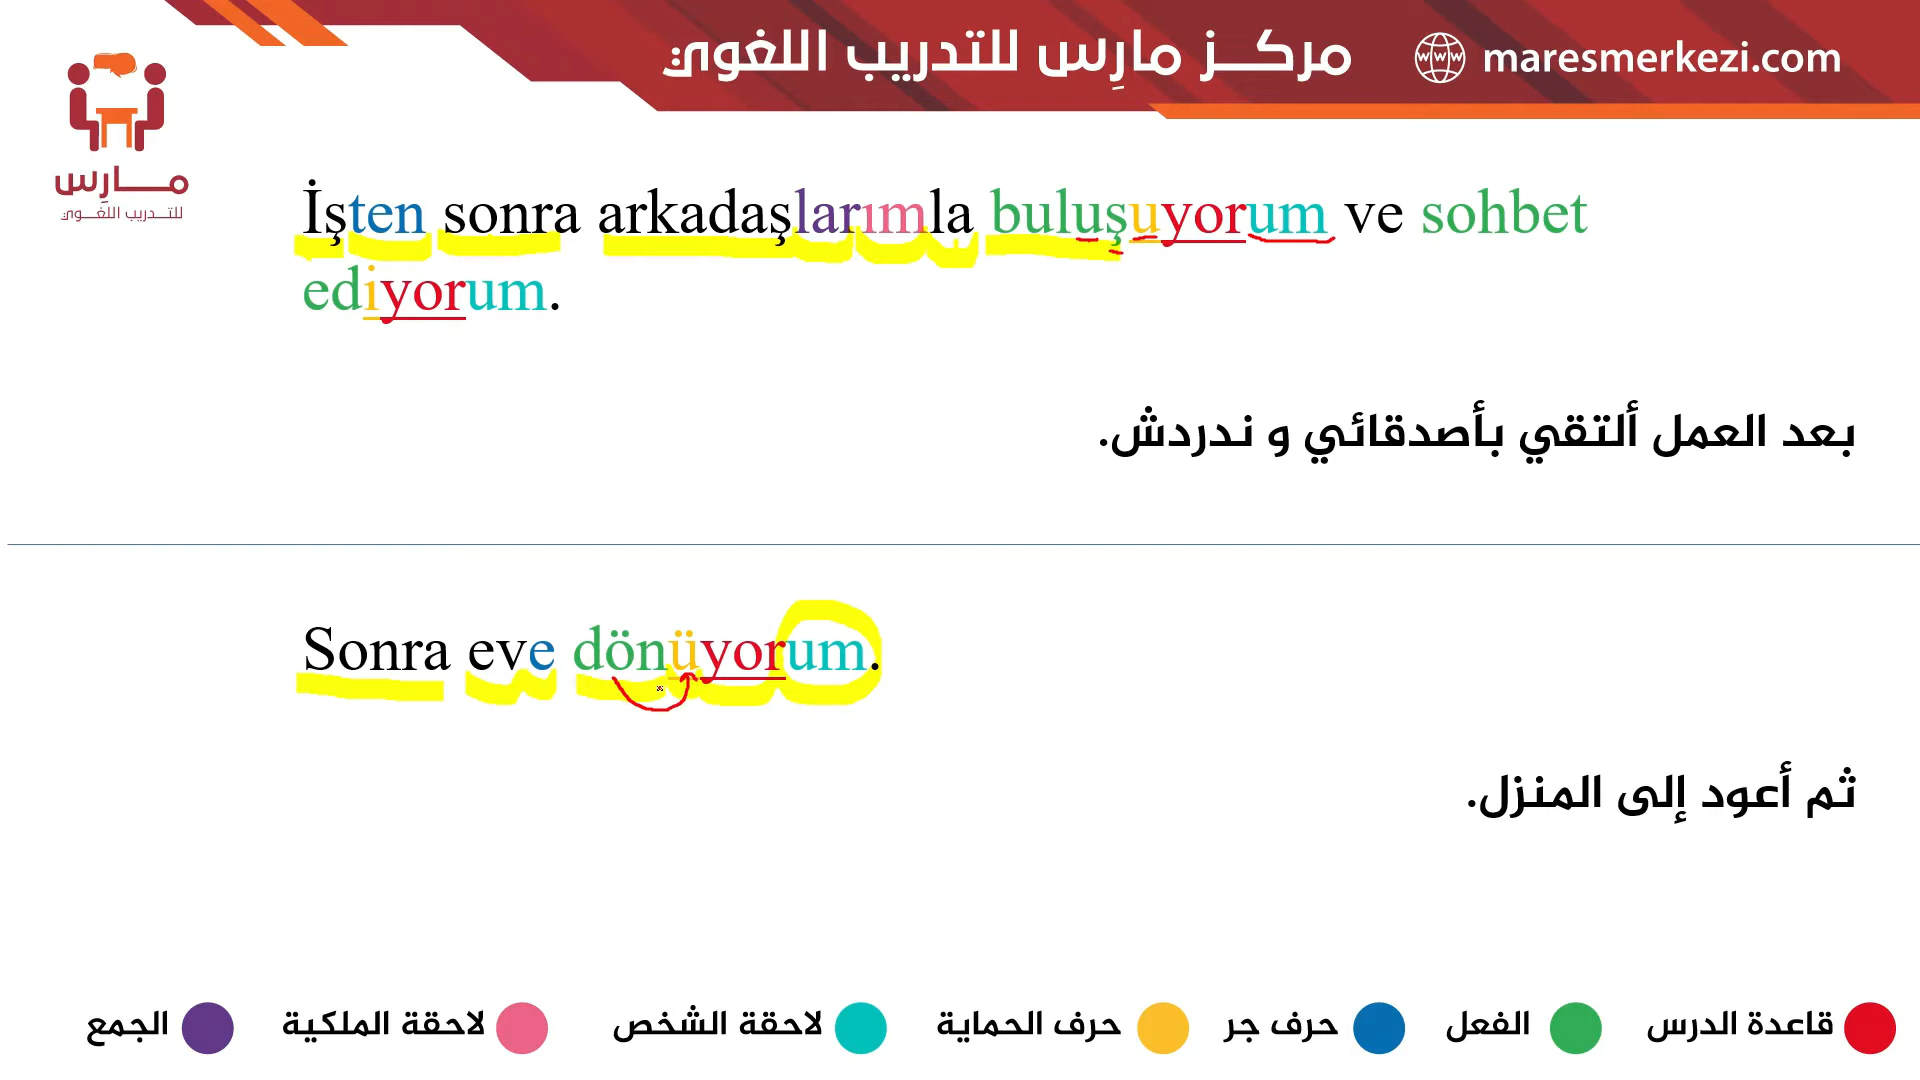 مركـــز مارِس للتدريب اللغوي
maresmerkezi.com
مـــارِس
للتـــدريب اللغـــوي
İşten sonra arkadaşlarımla buluşuyorum ve sohbet
ediyorum.
بعد العمل ألتقي بأصدقائي و ندردش.
Sonra eve dönüyorum.
ثم أعود إلى المنزل.
قاعدة الدرس
الفعل
حرف جر
حرف الحماية
لاحقة الشخص
لاحقة الملكية
الجمع